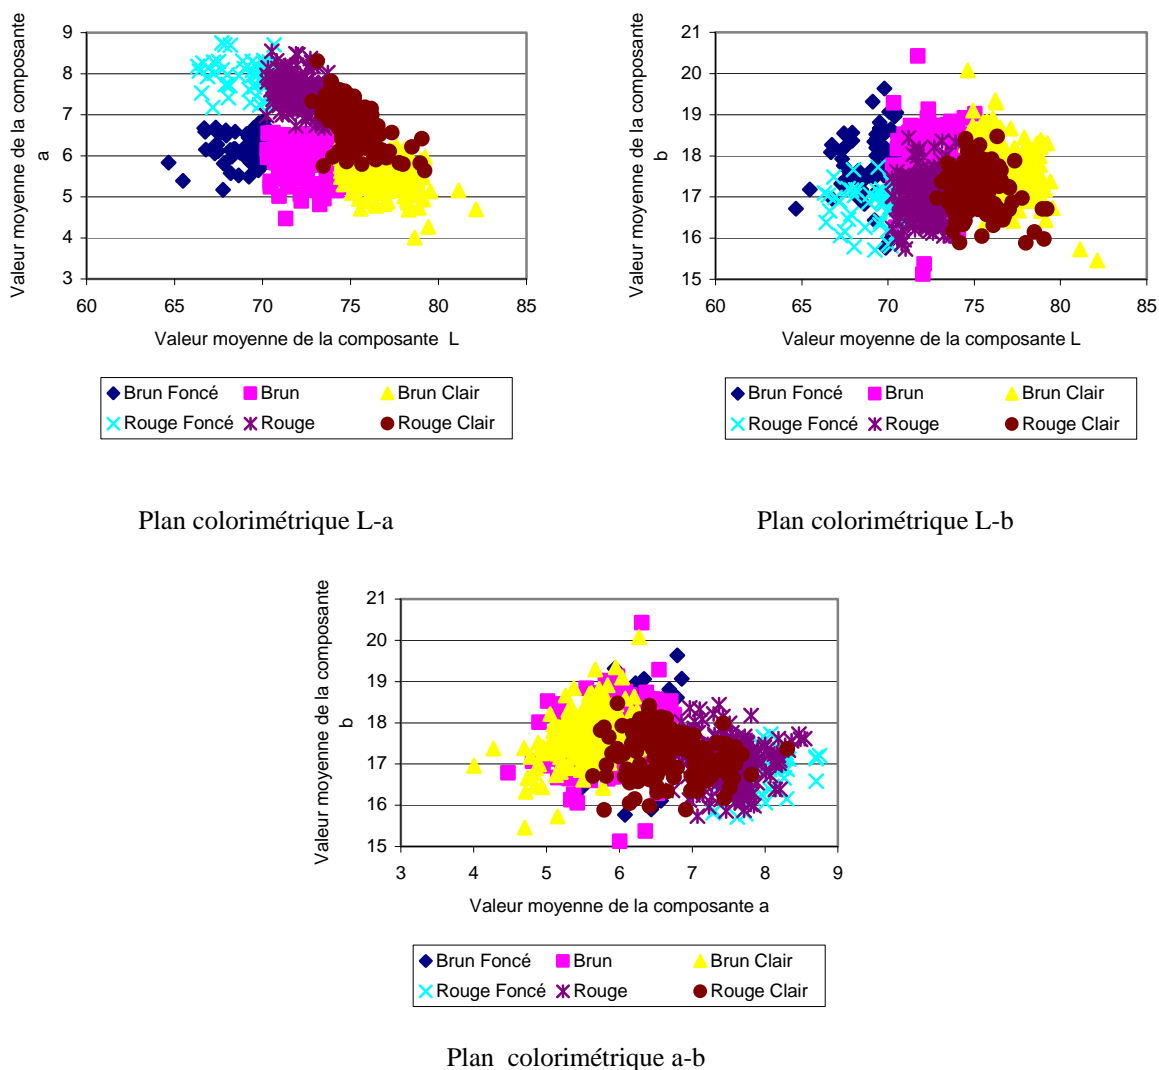 Valeur moyenne de la composante
a
9
8
7
6
5
4
3
60 65 70 75 80 85
Valeur moyenne de la composante L
Brun Foncé Brun Brun Clair
Rouge Foncé Rouge Rouge Clair
Plan colorimétrique L-a
Valeur moyenne de la composante
b
21
20
19
18
17
16
15
60 65 70 75 80 85
Valeur moyenne de la composante L
Brun Foncé Brun Brun Clair
Rouge Foncé Rouge Rouge Clair
Plan colorimétrique L-b
Valeur moyenne de la composante
b
21
20
19
18
17
16
15
3 4 5 6 7 8 9
Valeur moyenne de la composante a
Brun Foncé Brun Brun Clair
Rouge Foncé Rouge Rouge Clair
Plan colorimétrique a-b